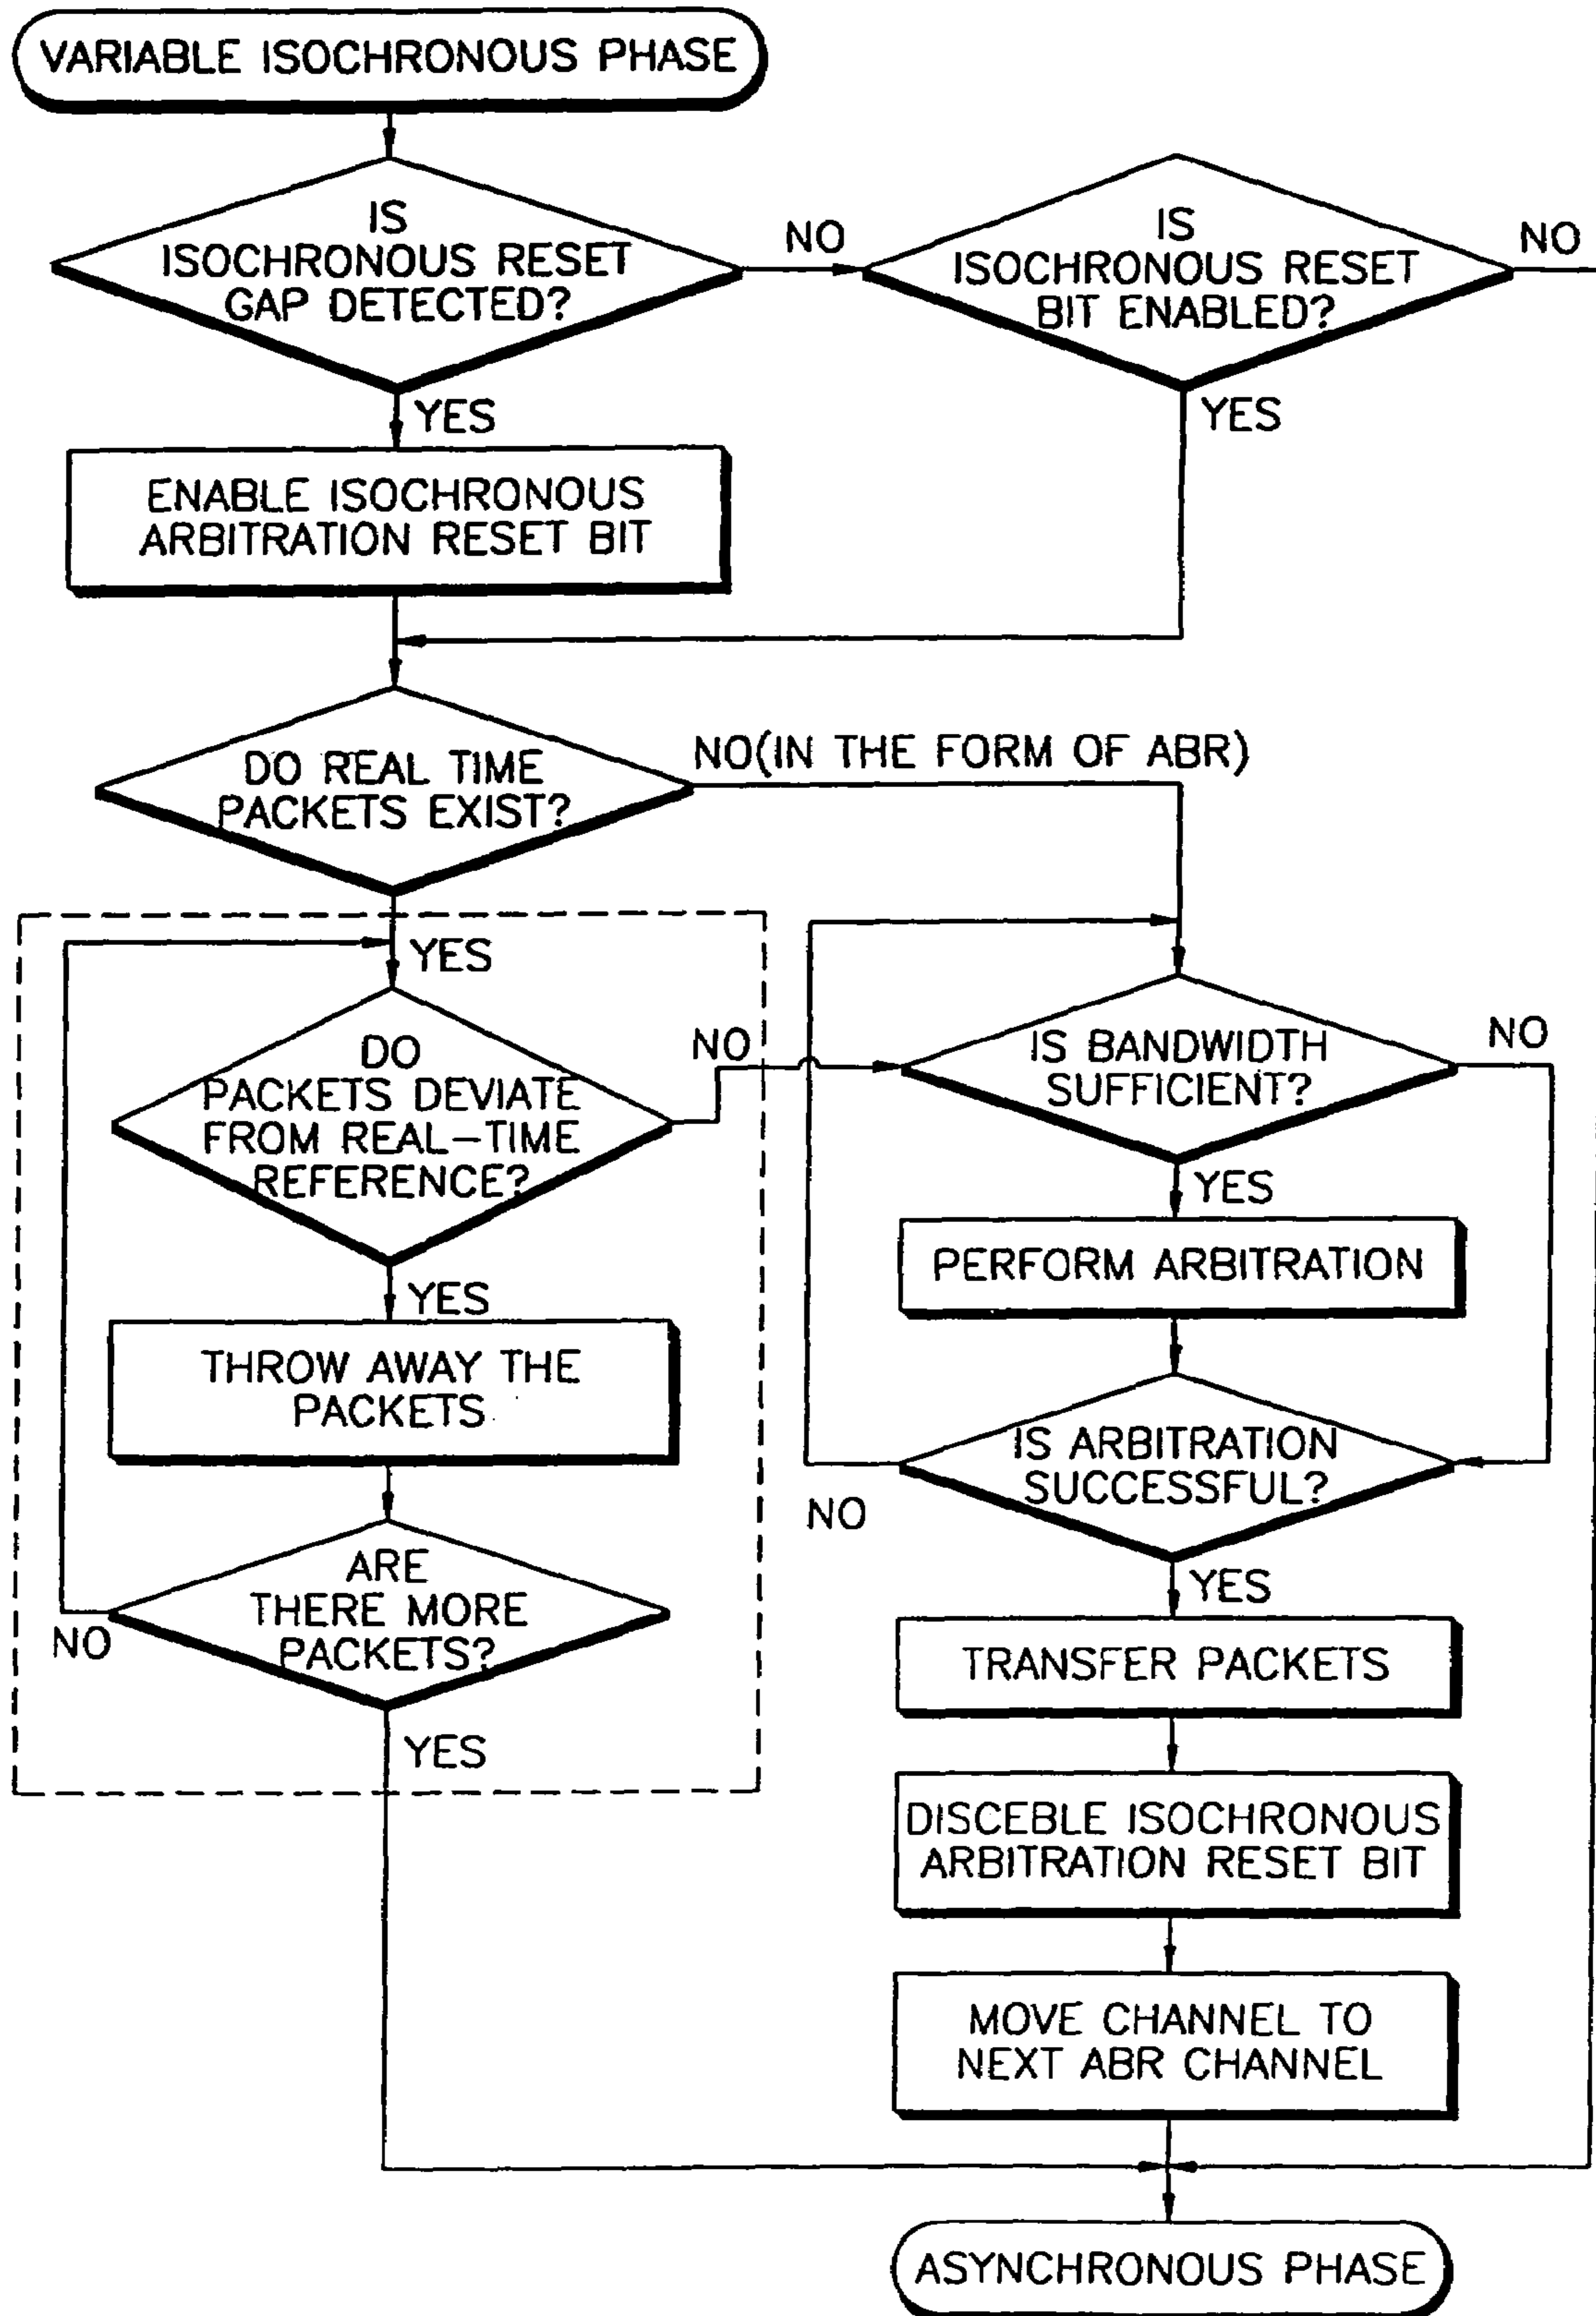 VARIABLE ISOCHRONOUS PHASE
IS
ISOCHRONOUS RESET
GAP DETECTED?
NO
IS
ISOCHRONOUS RESET
BIT ENABLED?
NO
YES
YES
ENABLE ISOCHRONOUS
ARBITRATION RESET BIT
DO REAL TIME
PACKETS EXIST?
NO(IN THE FORM OF ABR)
YES
DO
PACKETS DEVIATE
FROM REAL-TIME
REFERENCE?
NO
IS BANDWIDTH
SUFFICIENT?
NO
YES
PERFORM ARBITRATION
YES
THROW AWAY THE
PACKETS
IS ARBITRATION
SUCCESSFUL?
NO
YES
ARE
THERE MORE
PACKETS?
NO
YES
TRANSFER PACKETS
DISCEBLE ISOCHRONOUS
ARBITRATION RESET BIT
MOVE CHANNEL TO
NEXT ABR CHANNEL
ASYNCHRONOUS PHASE